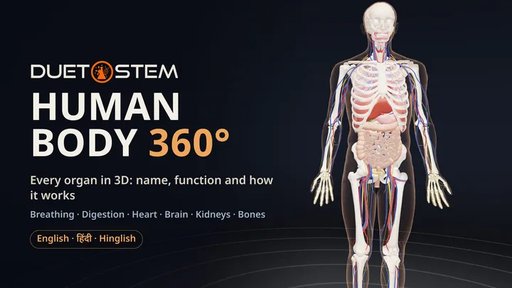 DUET STEM
HUMAN
BODY 360°
Every organ in 3D: name, function and how
it works
Breathing · Digestion · Heart · Brain · Kidneys · Bones
English · हिंदी · Hinglish